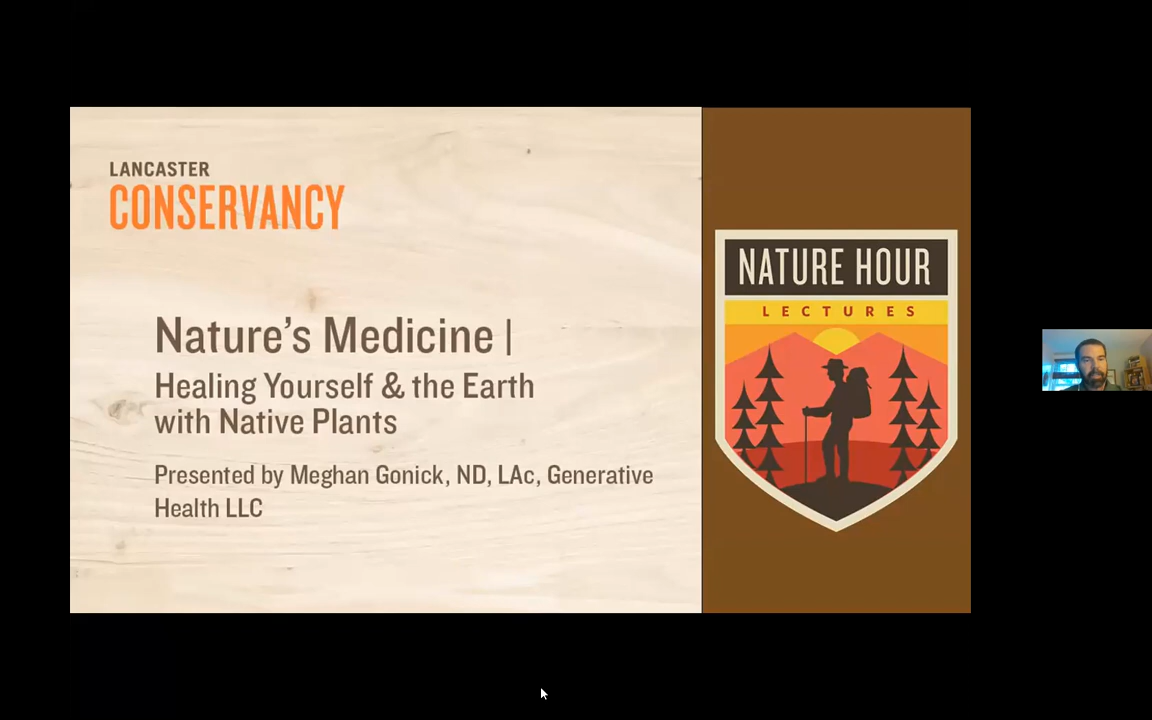 LANCASTER
CONSERVANCY
Nature’s Medicine |
Healing Yourself & the Earth
with Native Plants
Presented by Meghan Gonick, ND, LAc, Generative
Health LLC
NATURE HOUR
LECTURES